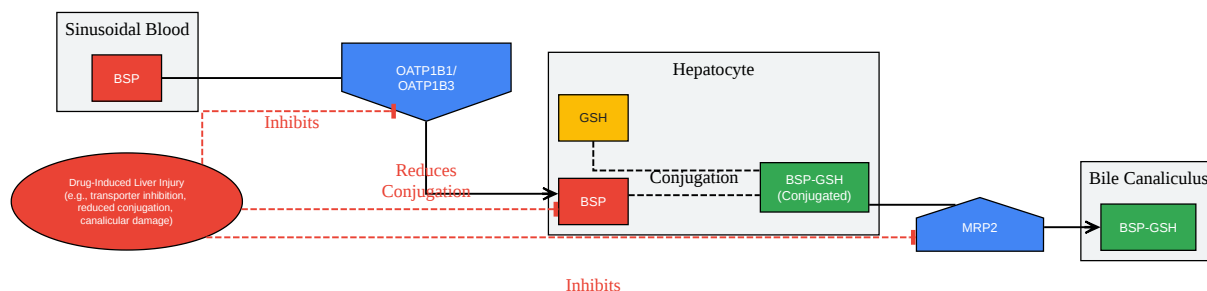 Sinusoidal Blood
BSP
OATP1B1/
OATP1B3
Inhibits
Hepatocyte
GSH
Reduces
Conjugation
Conjugation
BSP
BSP-GSH
(Conjugated)
Drug-Induced Liver Injury
(e.g., transporter inhibition,
reduced conjugation,
canalicular damage)
MRP2
Bile Canaliculus
BSP-GSH
Inhibits